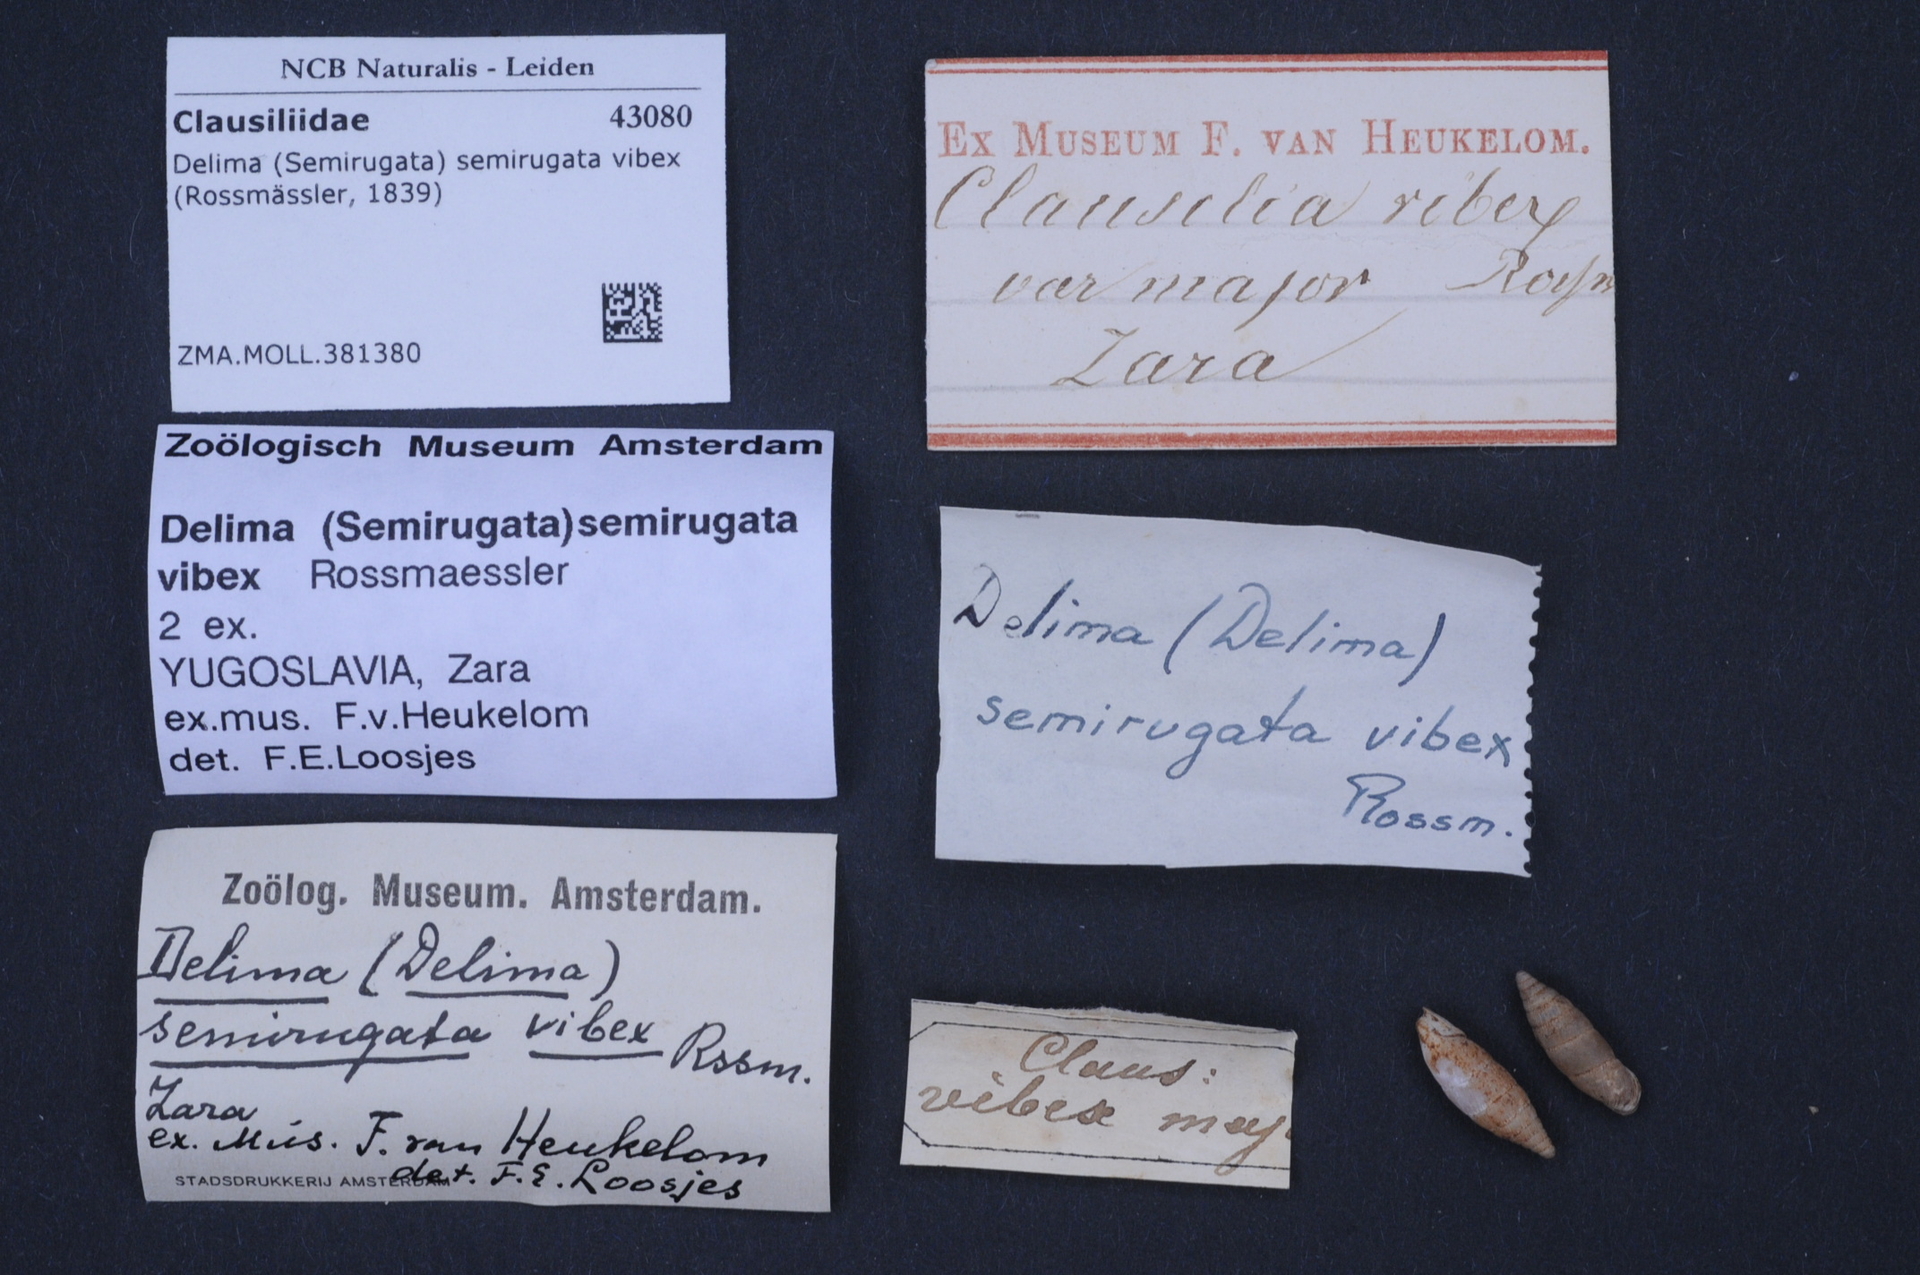 NCB Naturalis - Leiden
Clausiliidae 43080
Delima (Semirugata) semirugata vibex
(Rossmässler, 1839)
ZMA.MOLL.381380
Zoölogisch Museum Amsterdam
Delima (Semirugata) semirugata
vibex Rossmaessler
2 ex.
YUGOSLAVIA, Zara
ex.mus. F.v.Heukelom
det. F.E.Loosjes
Zoölog. Museum. Amsterdam.
Delima (Delima)
semirugata vibex Rssm.
Zara
ex. Mus. F. van Heukelom
det. F.E. Loosjes
STADSDRUKKERIJ AMSTERDAM
Ex Museum F. van Heukelom.
Clausilia vibex
var major
Zara
Delima (Delima)
semirugata vibex
Rossm.
Claus:
vibex maj